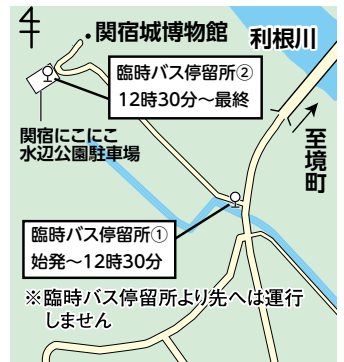 ・関宿城博物館
利根川
臨時バス停留所②
12時30分～最終
関宿にこにこ
水辺公園駐車場
至境町
臨時バス停留所①
始発～12時30分
※臨時バス停留所より先へは運行
しません